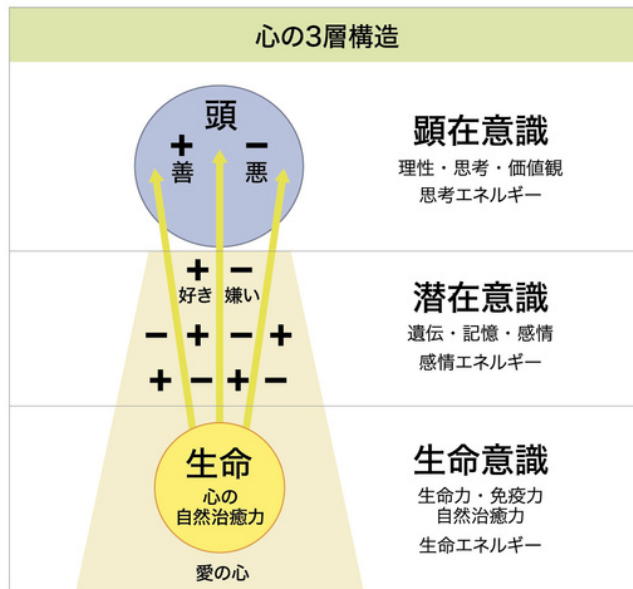 心の3層構造
頭
+ −
善 悪
顕在意識
理性・思考・価値観
思考エネルギー
+ −
好き 嫌い
− + − +
+ − + −
潜在意識
遺伝・記憶・感情
感情エネルギー
生命
心の
自然治癒力
愛の心
生命意識
生命力・免疫力
自然治癒力
生命エネルギー